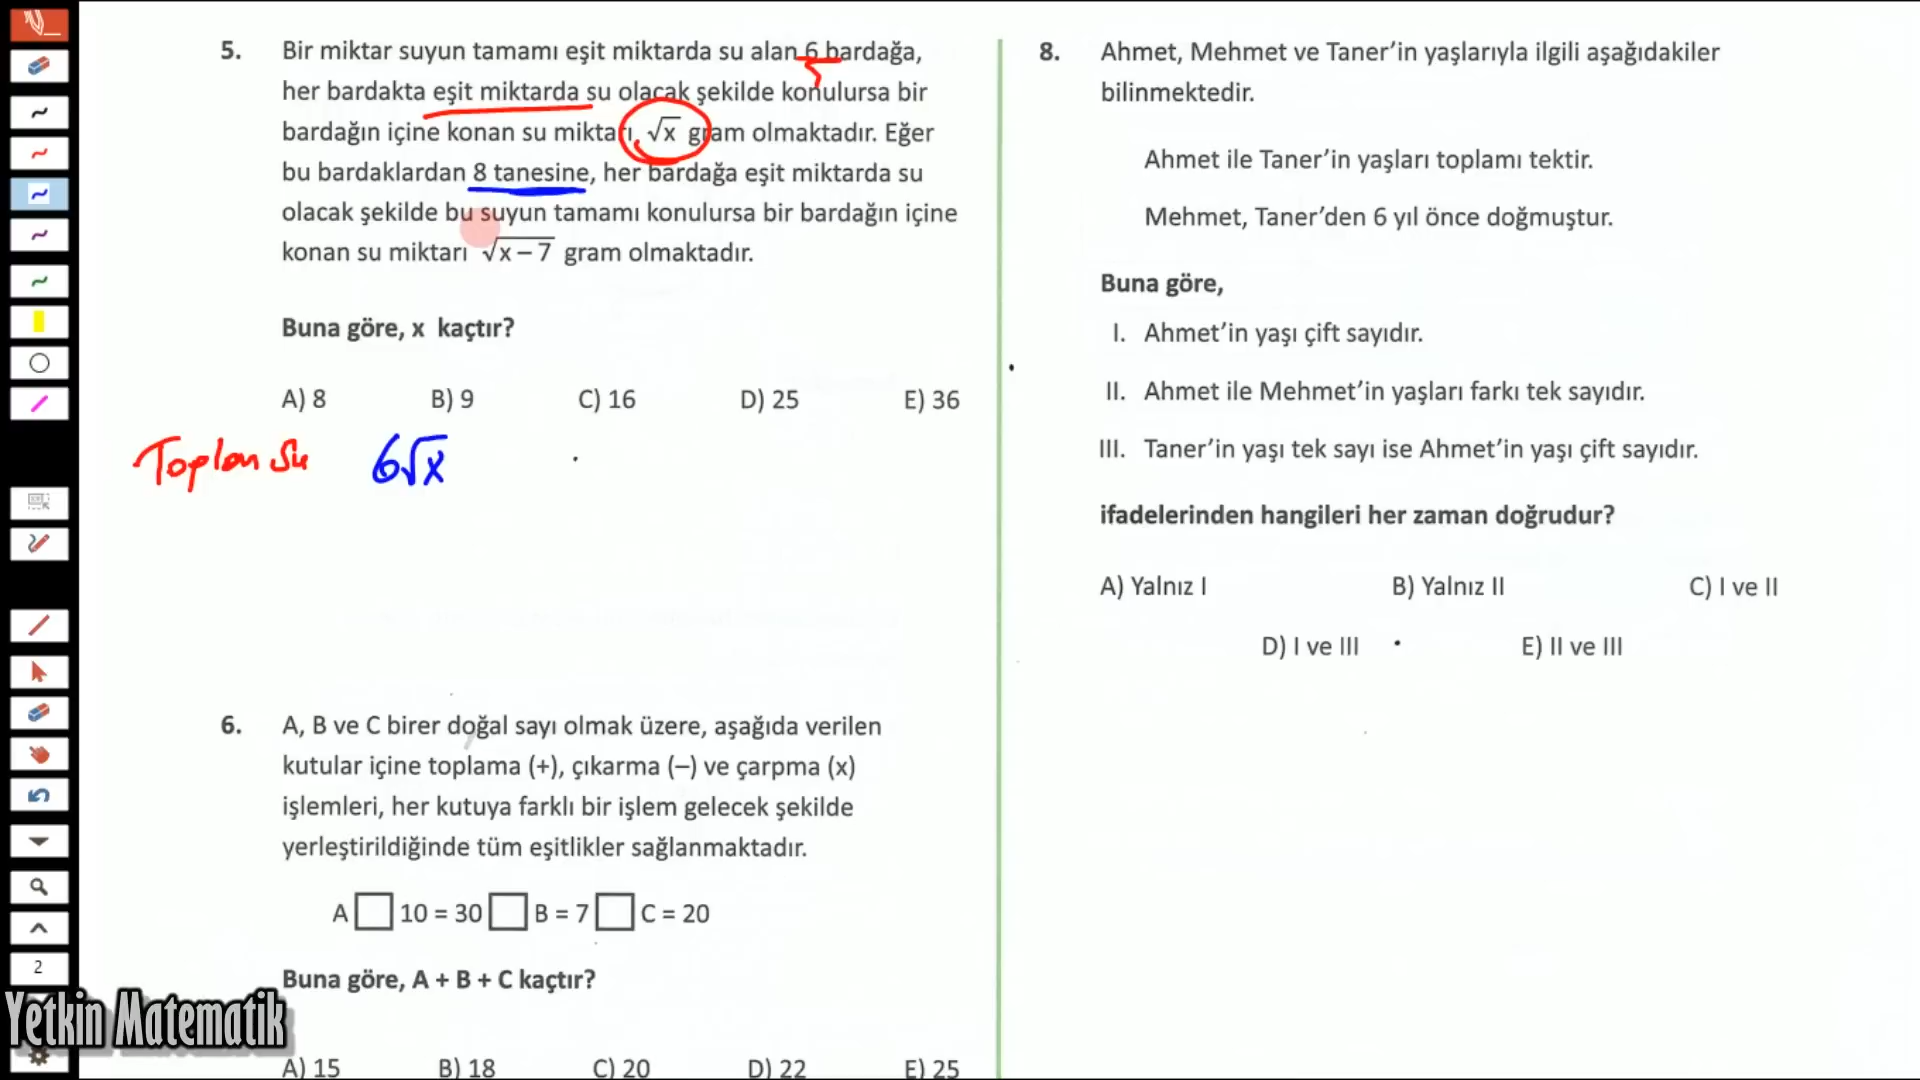 5. Bir miktar suyun tamamı eşit miktarda su alan 6 bardağa,
her bardakta eşit miktarda su olacak şekilde konulursa bir
bardağın içine konan su miktarı, √x gram olmaktadır. Eğer
bu bardaklardan 8 tanesine, her bardağa eşit miktarda su
olacak şekilde bu suyun tamamı konulursa bir bardağın içine
konan su miktarı √x – 7 gram olmaktadır.
Buna göre, x kaçtır?
A) 8 B) 9 C) 16 D) 25 E) 36
Toplam Su 6√x
6. A, B ve C birer doğal sayı olmak üzere, aşağıda verilen
kutular içine toplama (+), çıkarma (–) ve çarpma (x)
işlemleri, her kutuya farklı bir işlem gelecek şekilde
yerleştirildiğinde tüm eşitlikler sağlanmaktadır.
A □ 10 = 30 □ B = 7 □ C = 20
Buna göre, A + B + C kaçtır?
A) 15 B) 18 C) 20 D) 22 E) 25
8. Ahmet, Mehmet ve Taner’in yaşlarıyla ilgili aşağıdakiler
bilinmektedir.
Ahmet ile Taner’in yaşları toplamı tektir.
Mehmet, Taner’den 6 yıl önce doğmuştur.
Buna göre,
I. Ahmet’in yaşı çift sayıdır.
II. Ahmet ile Mehmet’in yaşları farkı tek sayıdır.
III. Taner’in yaşı tek sayı ise Ahmet’in yaşı çift sayıdır.
ifadelerinden hangileri her zaman doğrudur?
A) Yalnız I B) Yalnız II C) I ve II
D) I ve III E) II ve III
2
Yetkin Matematik